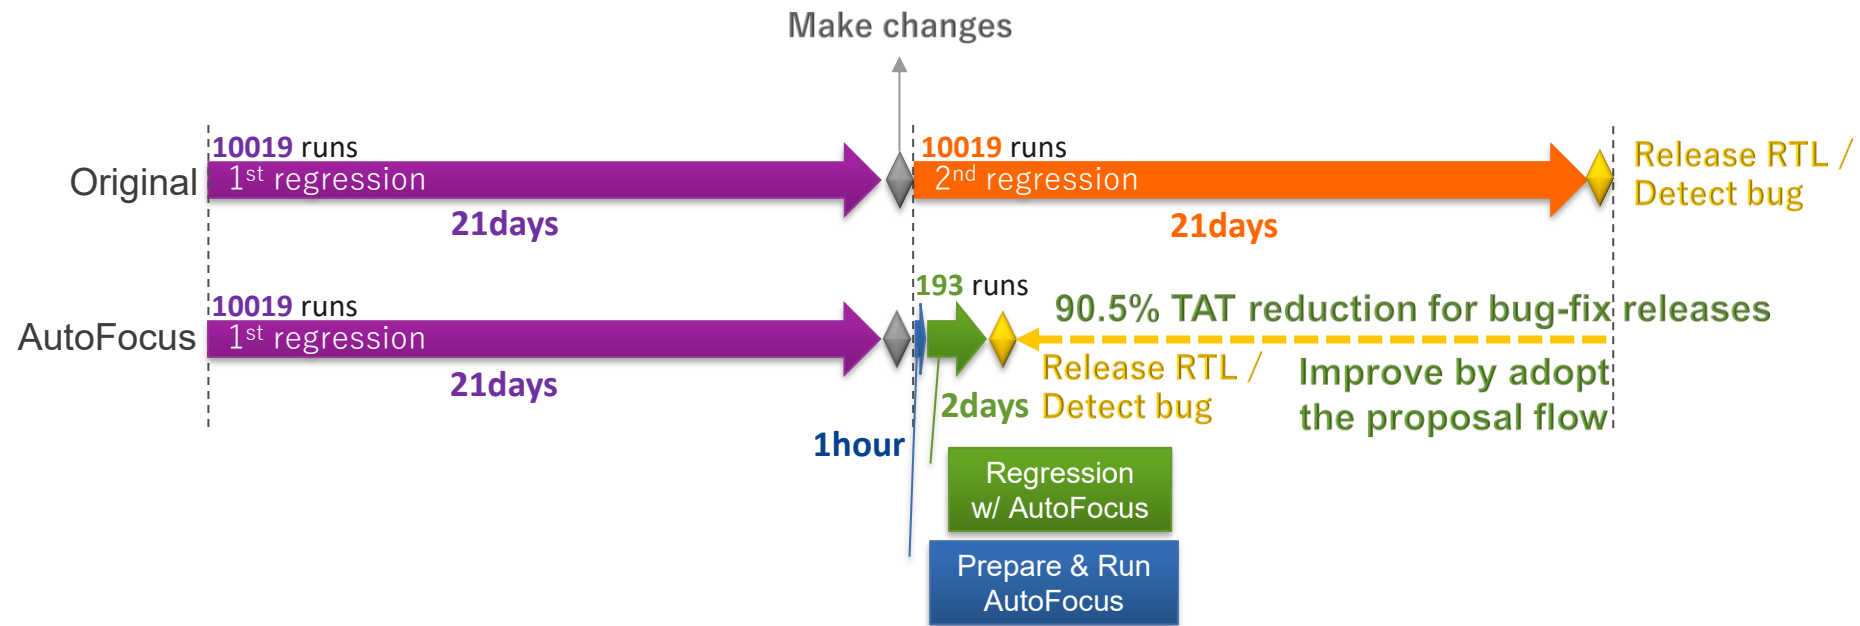 Make changes
10019 runs
10019 runs
Original
1st regression
2nd regression
Release RTL /
Detect bug
21days
21days
10019 runs
193 runs
AutoFocus
1st regression
90.5% TAT reduction for bug-fix releases
21days
2days
Release RTL /
Detect bug
Improve by adopt
the proposal flow
1hour
Regression
w/ AutoFocus
Prepare & Run
AutoFocus